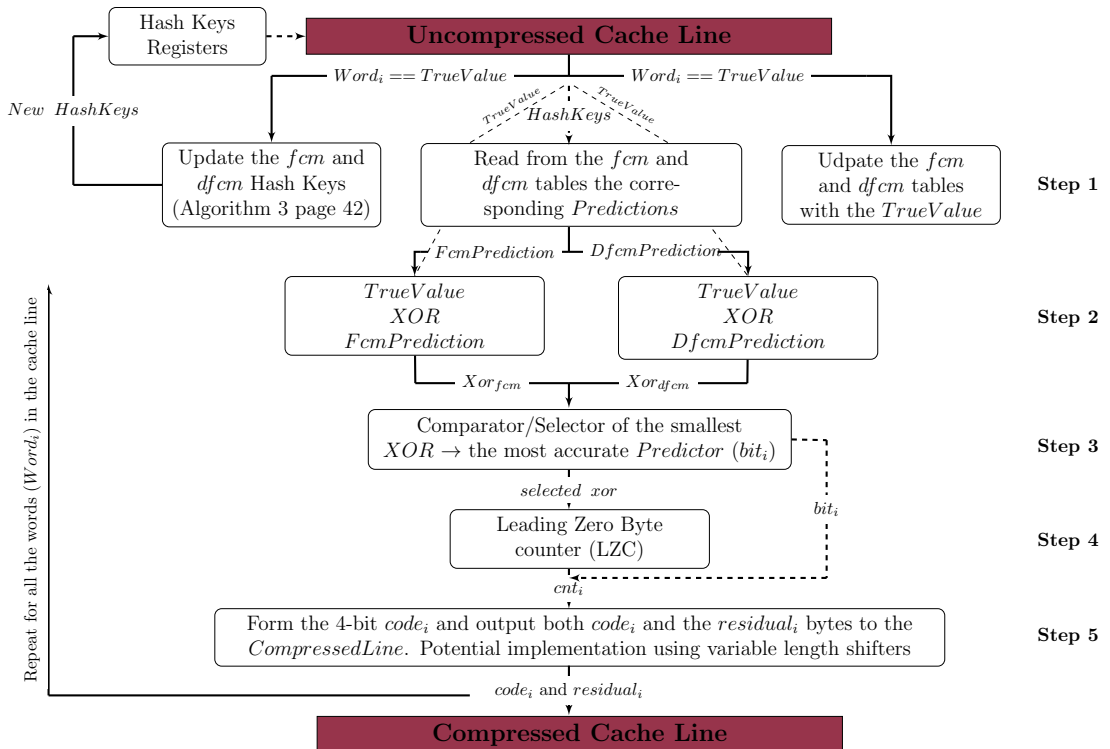 Hash Keys
Registers
Uncompressed Cache Line
Word_i == TrueValue
Word_i == TrueValue
New HashKeys
TrueValue
HashKeys
TrueValue
Update the fcm and
dfcm Hash Keys
(Algorithm 3 page 42)
Read from the fcm and
dfcm tables the corre-
sponding Predictions
Udpate the fcm
and dfcm tables
with the TrueValue
Step 1
FcmPrediction
DfcmPrediction
TrueValue
XOR
FcmPrediction
TrueValue
XOR
DfcmPrediction
Step 2
Xor_fcm
Xor_dfcm
Comparator/Selector of the smallest
XOR → the most accurate Predictor (bit_i)
Step 3
selected xor
bit_i
Leading Zero Byte
counter (LZC)
Step 4
cnt_i
Form the 4-bit code_i and output both code_i and the residual_i bytes to the
CompressedLine. Potential implementation using variable length shifters
Step 5
code_i and residual_i
Repeat for all the words (Word_i) in the cache line
Compressed Cache Line